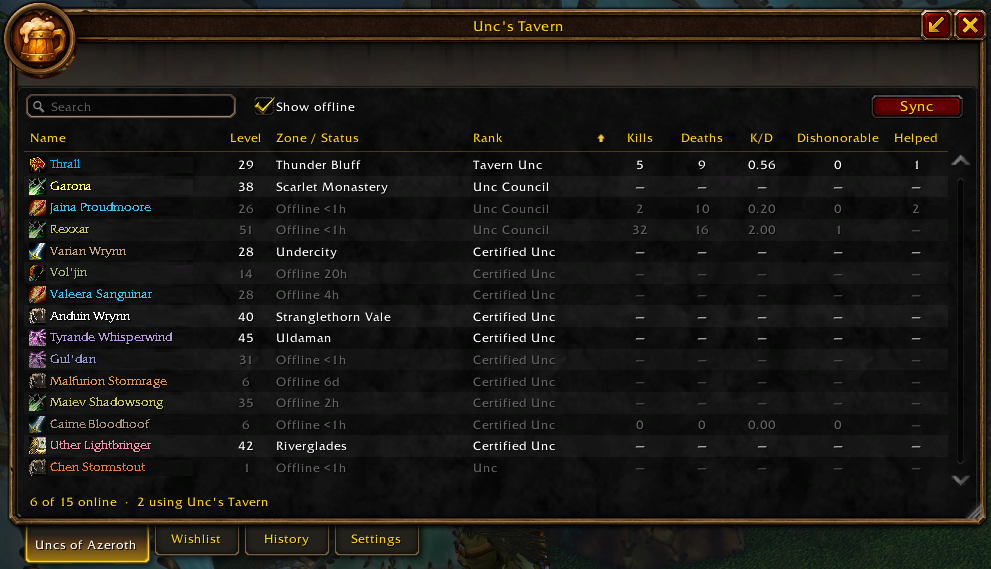 Unc's Tavern
Search Show offline Sync
Name Level Zone / Status Rank Kills Deaths K/D Dishonorable Helped
Thrall 29 Thunder Bluff Tavern Unc 5 9 0.56 0 1
Garona 38 Scarlet Monastery Unc Council — — — — —
Jaina Proudmoore 26 Offline <1h Unc Council 2 10 0.20 0 2
Rexxar 51 Offline <1h Unc Council 32 16 2.00 1 —
Varian Wrynn 28 Undercity Certified Unc — — — — —
Vol'jin 14 Offline 20h Certified Unc — — — — —
Valeera Sanguinar 28 Offline 4h Certified Unc — — — — —
Anduin Wrynn 40 Stranglethorn Vale Certified Unc — — — — —
Tyrande Whisperwind 45 Uldaman Certified Unc — — — — —
Gul'dan 31 Offline <1h Certified Unc — — — — —
Malfurion Stormrage 6 Offline 6d Certified Unc — — — — —
Maiev Shadowsong 35 Offline 2h Certified Unc — — — — —
Cairne Bloodhoof 6 Offline <1h Certified Unc 0 0 0.00 0 —
Uther Lightbringer 42 Riverglades Certified Unc — — — — —
Chen Stormstout 1 Offline <1h Unc — — — — —
6 of 15 online · 2 using Unc's Tavern
Uncs of Azeroth Wishlist History Settings